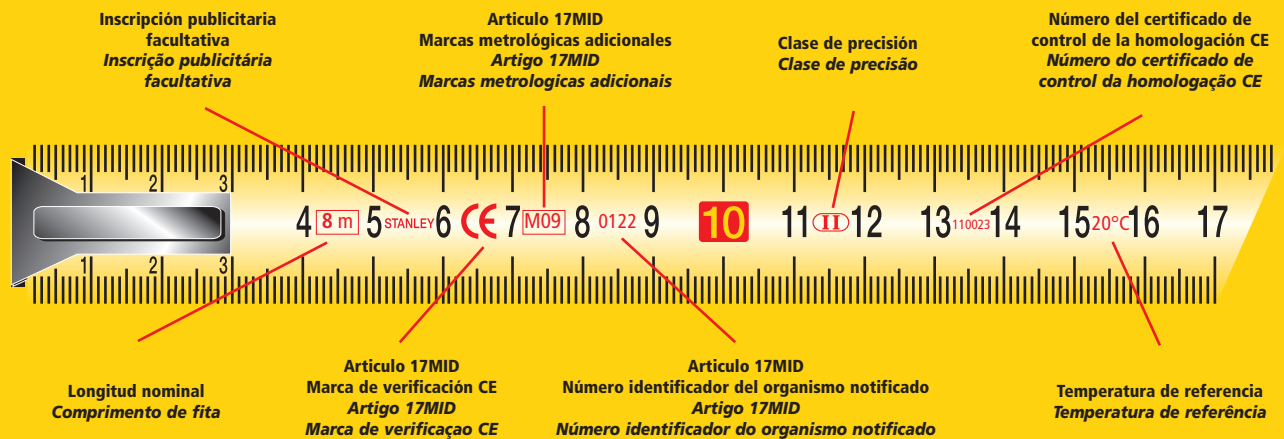 Inscripción publicitaria
facultativa
Inscrição publicitária
facultativa
Articulo 17MID
Marcas metrológicas adicionales
Artigo 17MID
Marcas metrologicas adicionais
Clase de precisión
Clase de precisão
Número del certificado de
control de la homologación CE
Número do certificado de
control da homologação CE
1 2 3
4 8 m 5 STANLEY 6 CE 7 M09 8 0122 9 10 11 II 12 13 110023 14 15 20°C 16 17
1 2 3
Longitud nominal
Comprimento de fita
Articulo 17MID
Marca de verificación CE
Artigo 17MID
Marca de verificaçao CE
Articulo 17MID
Número identificador del organismo notificado
Artigo 17MID
Número identificador do organismo notificado
Temperatura de referencia
Temperatura de referência